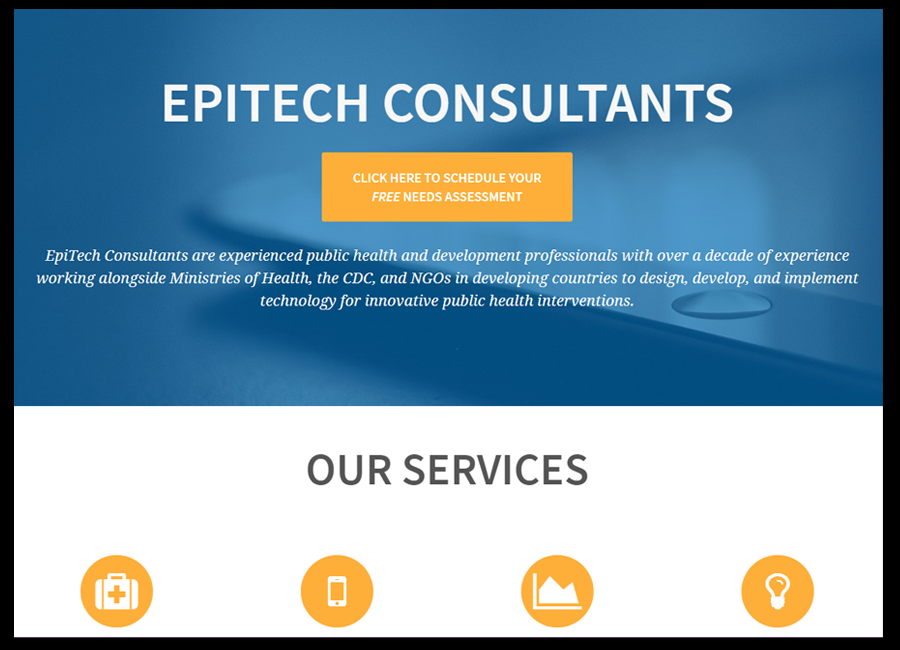 EPITECH CONSULTANTS
CLICK HERE TO SCHEDULE YOUR
FREE NEEDS ASSESSMENT
EpiTech Consultants are experienced public health and development professionals with over a decade of experience
working alongside Ministries of Health, the CDC, and NGOs in developing countries to design, develop, and implement
technology for innovative public health interventions.
OUR SERVICES